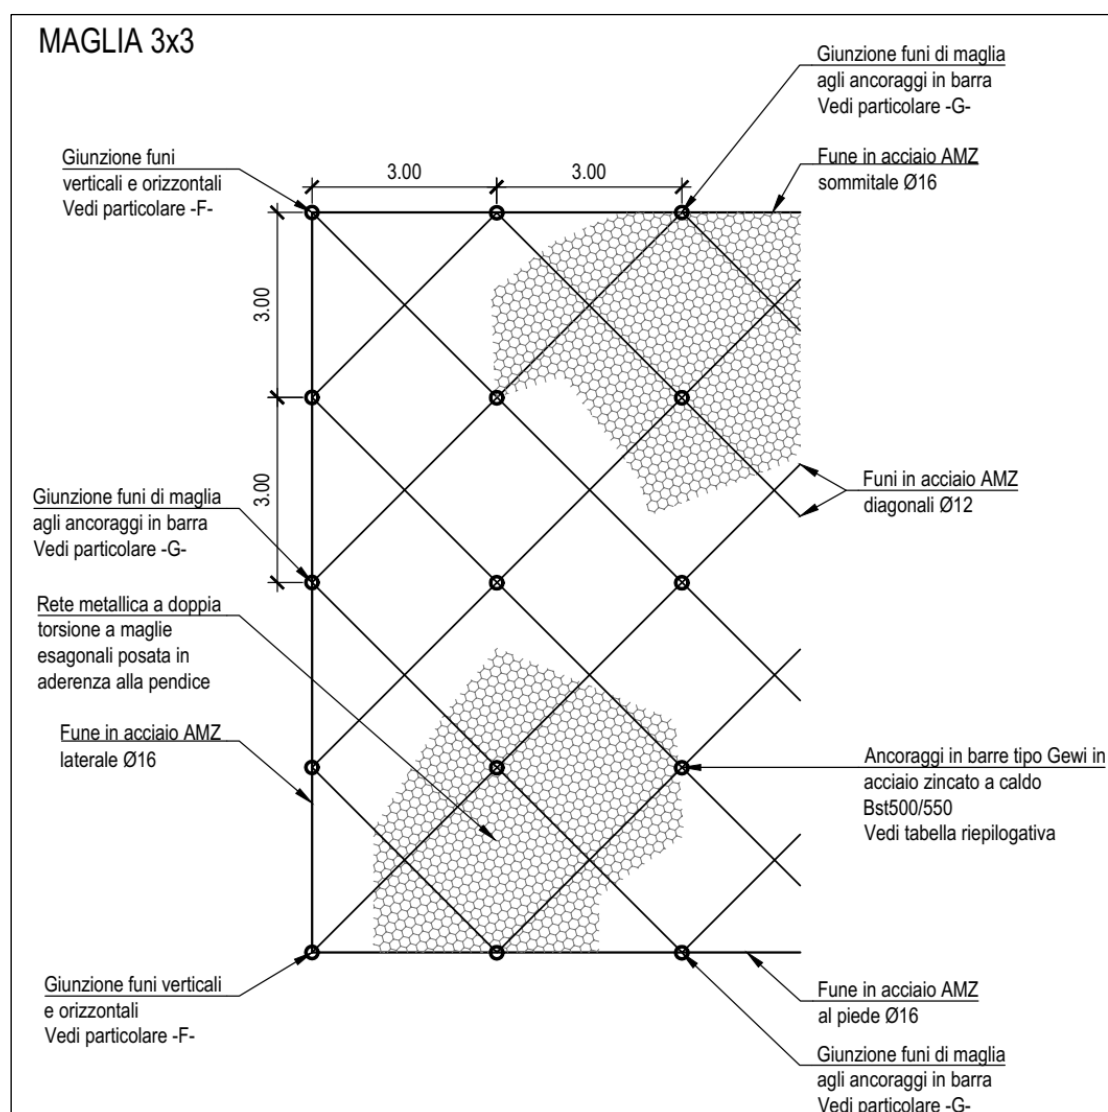 MAGLIA 3x3
Giunzione funi di maglia
agli ancoraggi in barra
Vedi particolare -G-
Giunzione funi
verticali e orizzontali
Vedi particolare -F-
Fune in acciaio AMZ
sommitale Ø16
3.00
3.00
3.00
3.00
Funi in acciaio AMZ
diagonali Ø12
Giunzione funi di maglia
agli ancoraggi in barra
Vedi particolare -G-
Rete metallica a doppia
torsione a maglie
esagonali posata in
aderenza alla pendice
Fune in acciaio AMZ
laterale Ø16
Ancoraggi in barre tipo Gewi in
acciaio zincato a caldo
Bst500/550
Vedi tabella riepilogativa
Giunzione funi verticali
e orizzontali
Vedi particolare -F-
Fune in acciaio AMZ
al piede Ø16
Giunzione funi di maglia
agli ancoraggi in barra
Vedi particolare -G-